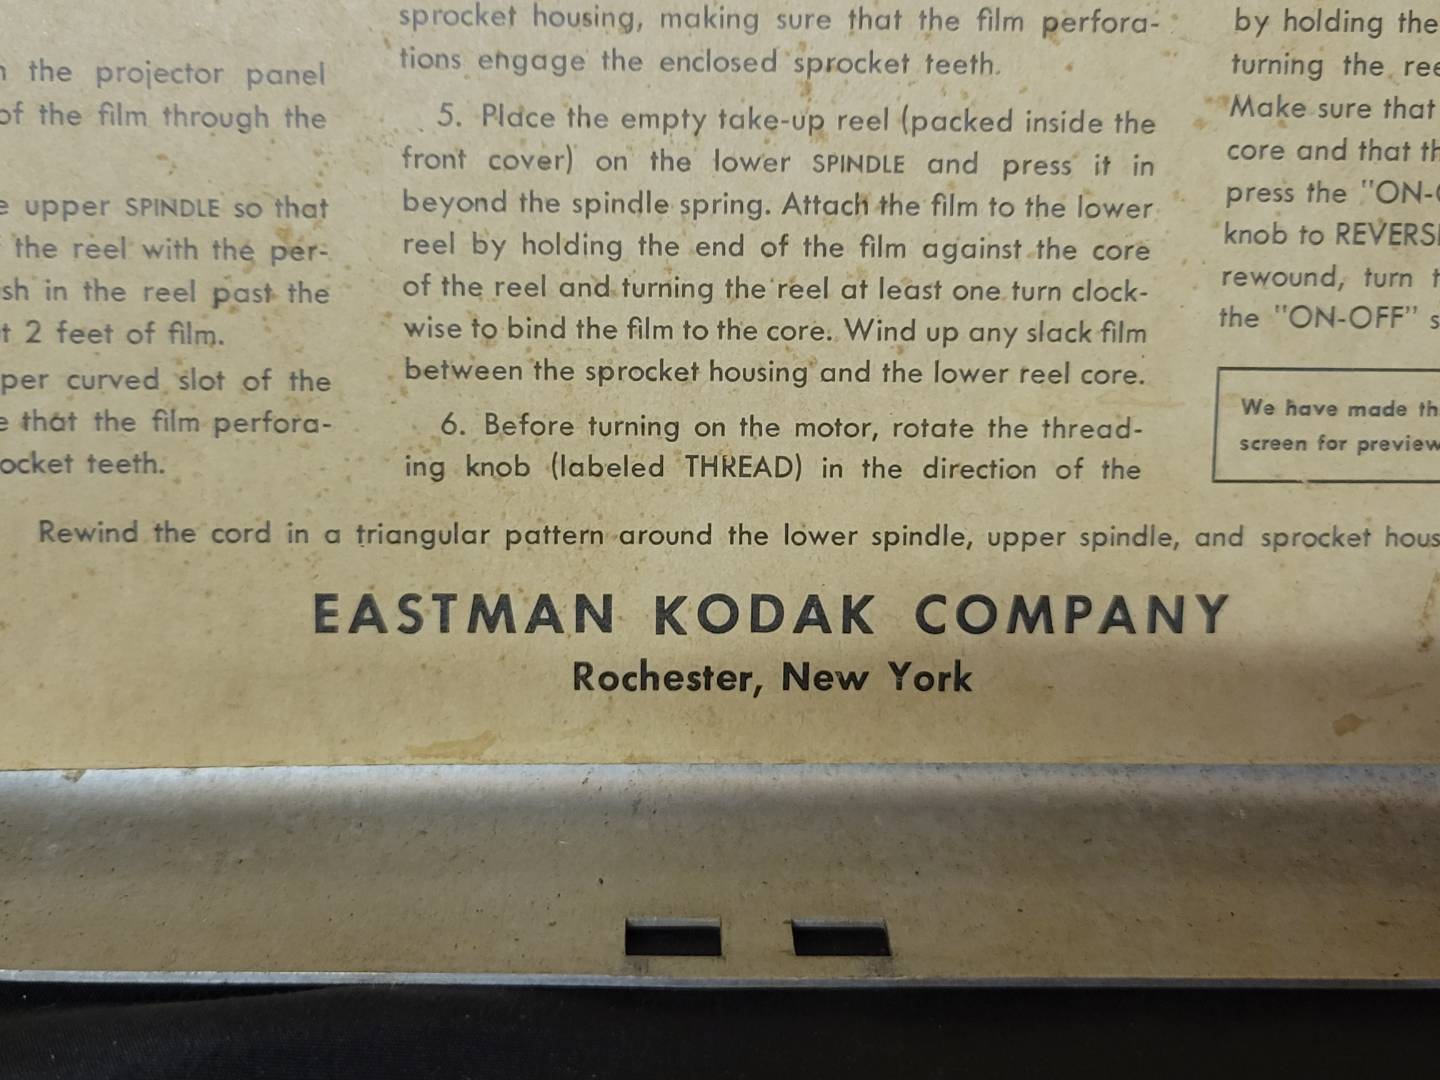 the projector panel
of the film through the
upper SPINDLE so that
the reel with the per-
in the reel past the
2 feet of film.
curved slot of the
that the film perfora-
teeth.
sprocket housing, making sure that the film perfora-
tions engage the enclosed sprocket teeth.
5. Place the empty take-up reel (packed inside the
front cover) on the lower SPINDLE and press it in
beyond the spindle spring. Attach the film to the lower
reel by holding the end of the film against the core
of the reel and turning the reel at least one turn clock-
wise to bind the film to the core. Wind up any slack film
between the sprocket housing and the lower reel core.
6. Before turning on the motor, rotate the thread-
ing knob (labeled THREAD) in the direction of the
by holding the
turning the
Make sure that
core and that
press the
knob to
rewound, turn
the "ON-OFF"
We have made
screen for
Rewind the cord in a triangular pattern around the lower spindle, upper spindle, and sprocket
EASTMAN KODAK COMPANY
Rochester, New York